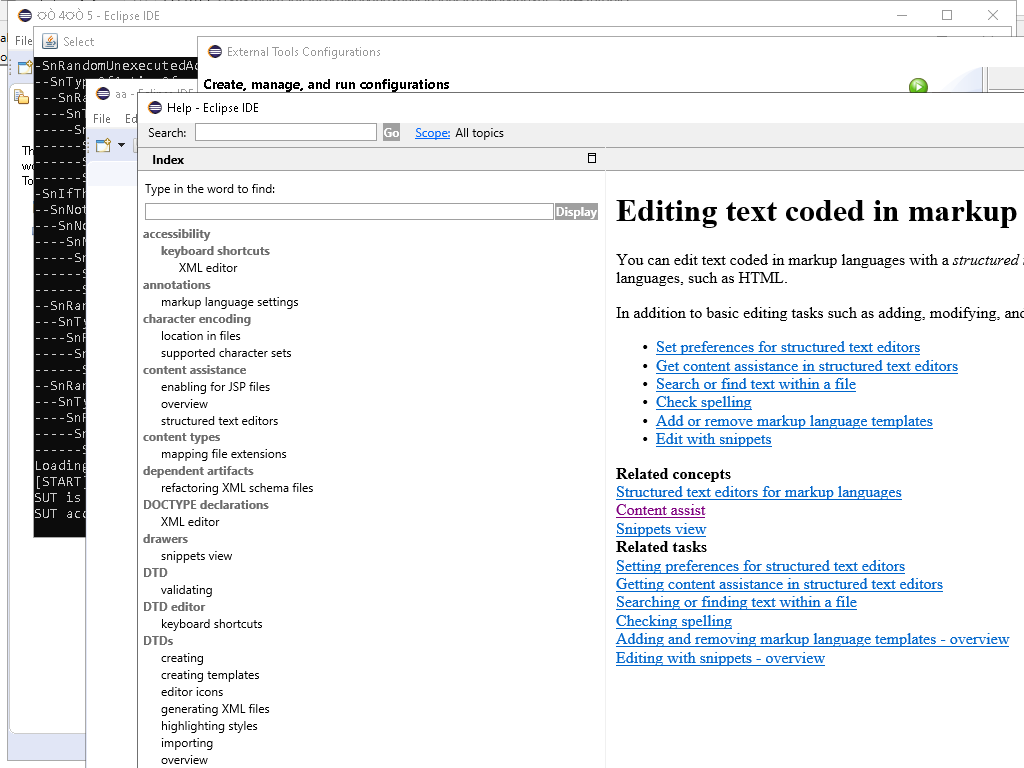 4 5 - Eclipse IDE
File
Select
External Tools Configurations
Create, manage, and run configurations
-SnRandomUnexecutedAc
--SnTyp
---SnRa
----SnT
-----Sn
------S
------S
------S
-SnIfTh
--SnNot
---SnNo
----SnN
-----Sn
------S
------S
--SnRan
---SnTy
----SnF
-----Sn
------S
--SnRan
---SnTy
----SnF
-----Sn
------S
Loading
[START]
SUT is
SUT acc
aa - Eclipse IDE
File Ed
Help - Eclipse IDE
Search:
Go
Scope: All topics
Index
Type in the word to find:
Display
accessibility
keyboard shortcuts
XML editor
annotations
markup language settings
character encoding
location in files
supported character sets
content assistance
enabling for JSP files
overview
structured text editors
content types
mapping file extensions
dependent artifacts
refactoring XML schema files
DOCTYPE declarations
XML editor
drawers
snippets view
DTD
validating
DTD editor
keyboard shortcuts
DTDs
creating
creating templates
editor icons
generating XML files
highlighting styles
importing
overview
Editing text coded in markup
You can edit text coded in markup languages with a structured
languages, such as HTML.
In addition to basic editing tasks such as adding, modifying, and
• Set preferences for structured text editors
• Get content assistance in structured text editors
• Search or find text within a file
• Check spelling
• Add or remove markup language templates
• Edit with snippets
Related concepts
Structured text editors for markup languages
Content assist
Snippets view
Related tasks
Setting preferences for structured text editors
Getting content assistance in structured text editors
Searching or finding text within a file
Checking spelling
Adding and removing markup language templates - overview
Editing with snippets - overview